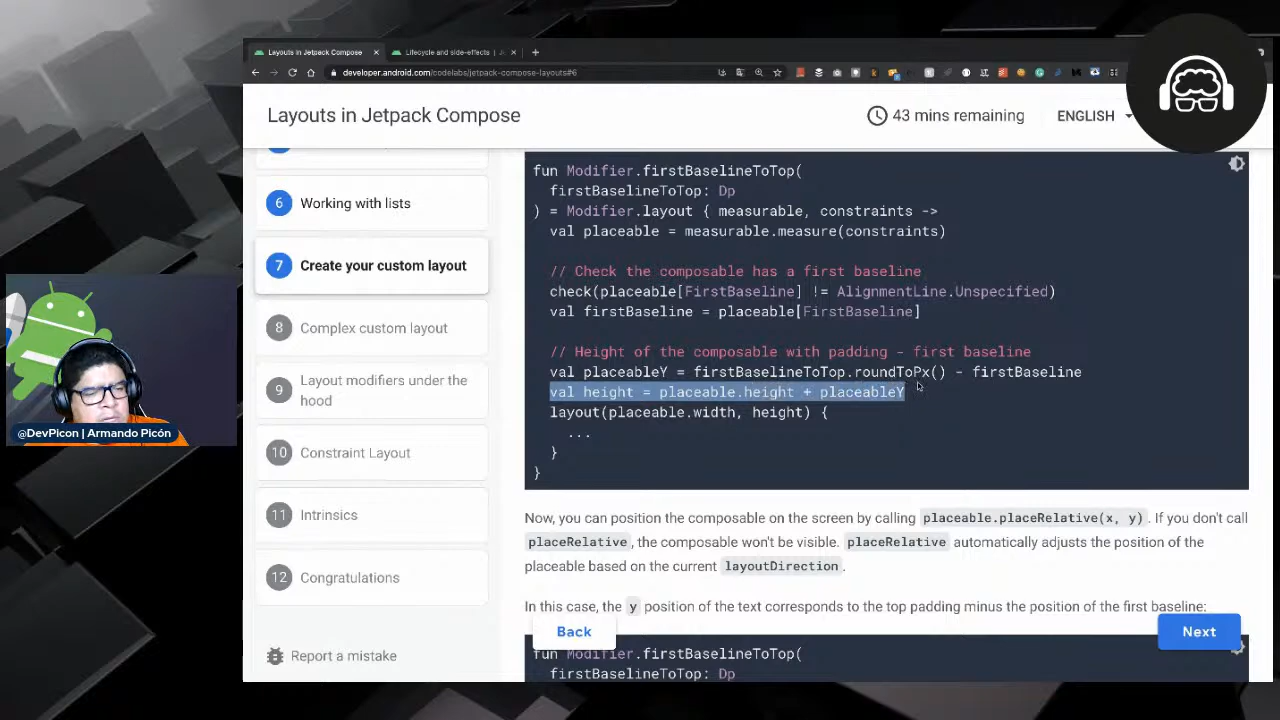 Layouts in Jetpack Compose
Lifecycle and side-effects
developer.android.com/codelabs/jetpack-compose-layouts#6
Layouts in Jetpack Compose
43 mins remaining
ENGLISH
6 Working with lists
7 Create your custom layout
8 Complex custom layout
9 Layout modifiers under the
hood
10 Constraint Layout
11 Intrinsics
12 Congratulations
Report a mistake
fun Modifier.firstBaselineToTop(
firstBaselineToTop: Dp
) = Modifier.layout { measurable, constraints ->
val placeable = measurable.measure(constraints)
// Check the composable has a first baseline
check(placeable[FirstBaseline] != AlignmentLine.Unspecified)
val firstBaseline = placeable[FirstBaseline]
// Height of the composable with padding - first baseline
val placeableY = firstBaselineToTop.roundToPx() - firstBaseline
val height = placeable.height + placeableY
layout(placeable.width, height) {
...
}
}
Now, you can position the composable on the screen by calling placeable.placeRelative(x, y). If you don't call
placeRelative, the composable won't be visible. placeRelative automatically adjusts the position of the
placeable based on the current layoutDirection.
In this case, the y position of the text corresponds to the top padding minus the position of the first baseline:
Back
Next
fun Modifier.firstBaselineToTop(
firstBaselineToTop: Dp
@DevPicon | Armando Picón